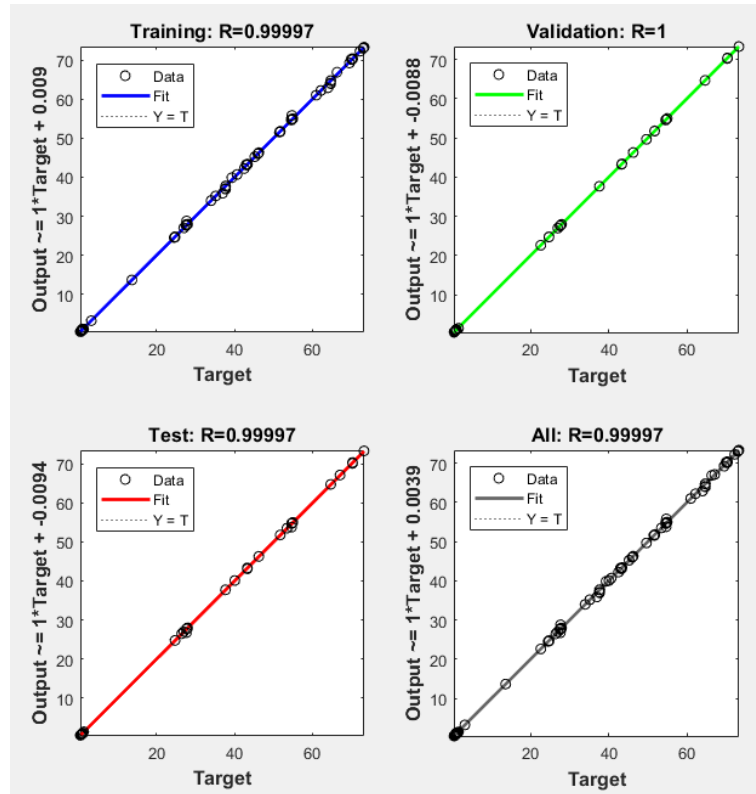 Training: R=0.99997
Output ~= 1*Target + 0.009
70
60
50
40
30
20
10
Data
Fit
Y = T
20
40
60
Target
Validation: R=1
Output ~= 1*Target + -0.0088
70
60
50
40
30
20
10
Data
Fit
Y = T
20
40
60
Target
Test: R=0.99997
Output ~= 1*Target + -0.0094
70
60
50
40
30
20
10
Data
Fit
Y = T
20
40
60
Target
All: R=0.99997
Output ~= 1*Target + 0.0039
70
60
50
40
30
20
10
Data
Fit
Y = T
20
40
60
Target